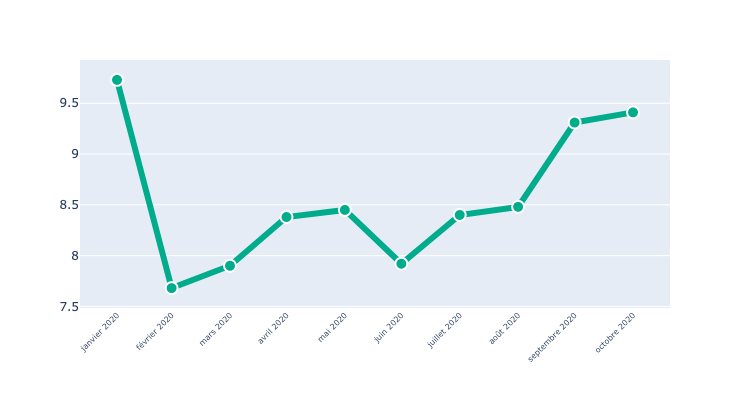 9.5
9
8.5
8
7.5
janvier 2020
février 2020
mars 2020
avril 2020
mai 2020
juin 2020
juillet 2020
août 2020
septembre 2020
octobre 2020